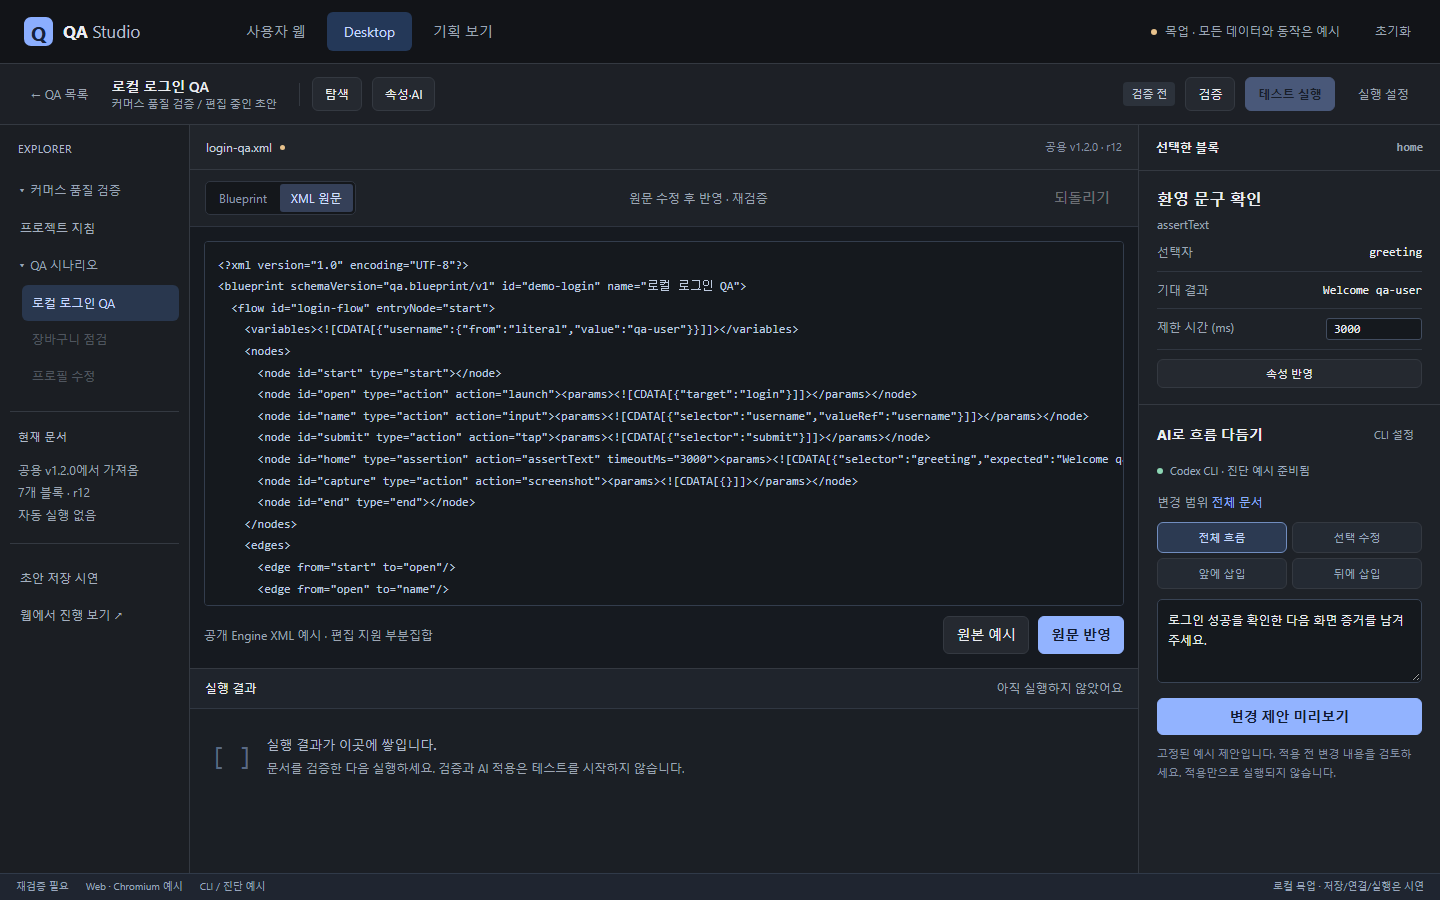 Q QA Studio
사용자 웹
Desktop
기획 보기
목업 · 모든 데이터와 동작은 예시
초기화
← QA 목록
로컬 로그인 QA
커머스 품질 검증 / 편집 중인 초안
탐색
속성·AI
검증 전
검증
테스트 실행
실행 설정
EXPLORER
커머스 품질 검증
프로젝트 지침
QA 시나리오
로컬 로그인 QA
장바구니 점검
프로필 수정
현재 문서
공용 v1.2.0에서 가져옴
7개 블록 · r12
자동 실행 없음
초안 저장 시연
웹에서 진행 보기 ↗
login-qa.xml
공용 v1.2.0 · r12
Blueprint
XML 원문
원문 수정 후 반영 · 재검증
되돌리기
<?xml version="1.0" encoding="UTF-8"?>
<blueprint schemaVersion="qa.blueprint/v1" id="demo-login" name="로컬 로그인 QA">
<flow id="login-flow" entryNode="start">
<variables><![CDATA[{"username":{"from":"literal","value":"qa-user"}}]]></variables>
<nodes>
<node id="start" type="start"></node>
<node id="open" type="action" action="launch"><params><![CDATA[{"target":"login"}]]></params></node>
<node id="name" type="action" action="input"><params><![CDATA[{"selector":"username","valueRef":"username"}]]></params></node>
<node id="submit" type="action" action="tap"><params><![CDATA[{"selector":"submit"}]]></params></node>
<node id="home" type="assertion" action="assertText" timeoutMs="3000"><params><![CDATA[{"selector":"greeting","expected":"Welcome q
<node id="capture" type="action" action="screenshot"><params><![CDATA[{}]]></params></node>
<node id="end" type="end"></node>
</nodes>
<edges>
<edge from="start" to="open"/>
<edge from="open" to="name"/>
공개 Engine XML 예시 · 편집 지원 부분집합
원본 예시
원문 반영
실행 결과
아직 실행하지 않았어요
[ ]
실행 결과가 이곳에 쌓입니다.
문서를 검증한 다음 실행하세요. 검증과 AI 적용은 테스트를 시작하지 않습니다.
선택한 블록
home
환영 문구 확인
assertText
선택자
greeting
기대 결과
Welcome qa-user
제한 시간 (ms)
3000
속성 반영
AI로 흐름 다듬기
CLI 설정
Codex CLI · 진단 예시 준비됨
변경 범위 전체 문서
전체 흐름
선택 수정
앞에 삽입
뒤에 삽입
로그인 성공을 확인한 다음 화면 증거를 남겨
주세요.
변경 제안 미리보기
고정된 예시 제안입니다. 적용 전 변경 내용을 검토하
세요. 적용만으로 실행되지 않습니다.
재검증 필요
Web · Chromium 예시
CLI / 진단 예시
로컬 목업 · 저장/연결/실행은 시연